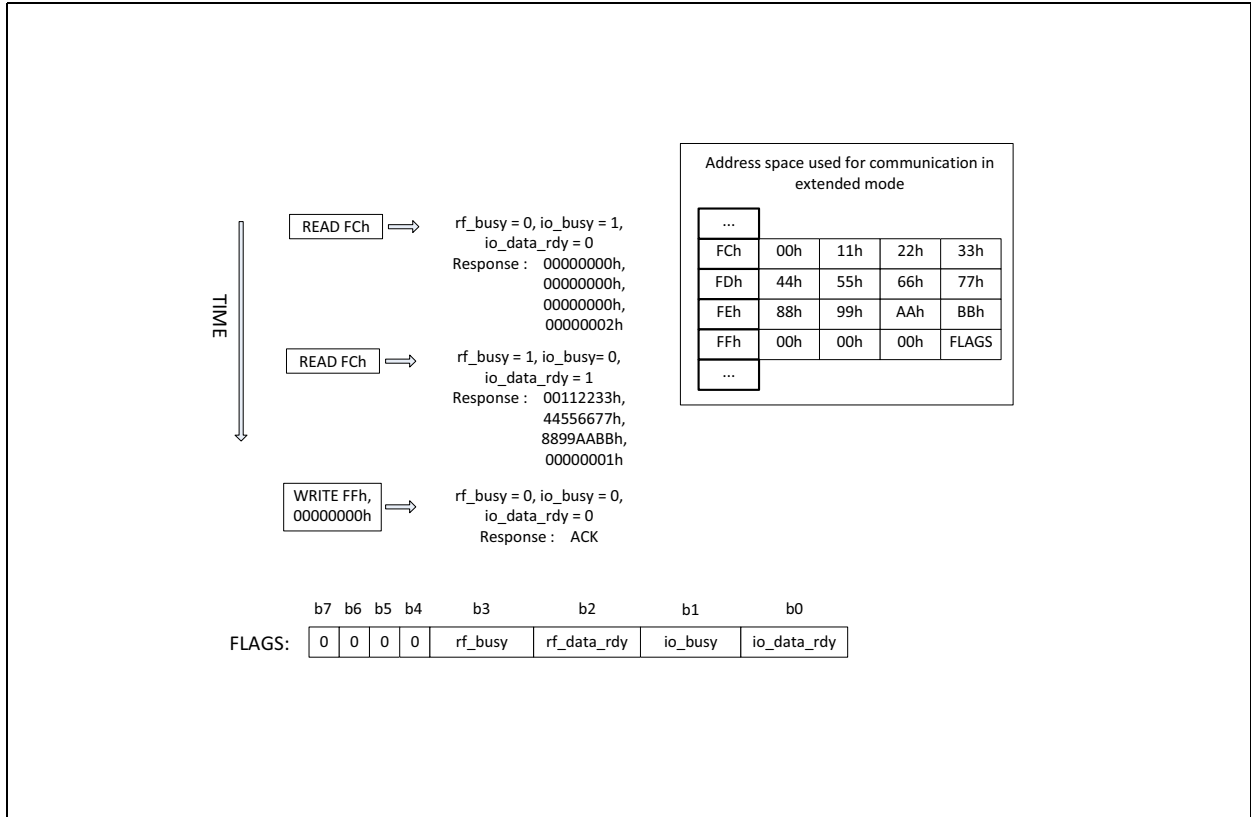 Address space used for communication in
extended mode
...
FCh 00h 11h 22h 33h
FDh 44h 55h 66h 77h
FEh 88h 99h AAh BBh
FFh 00h 00h 00h FLAGS
...
TIME
READ FCh
rf_busy = 0, io_busy = 1,
io_data_rdy = 0
Response : 00000000h,
00000000h,
00000000h,
00000002h
READ FCh
rf_busy = 1, io_busy= 0,
io_data_rdy = 1
Response : 00112233h,
44556677h,
8899AABBh,
00000001h
WRITE FFh,
00000000h
rf_busy = 0, io_busy = 0,
io_data_rdy = 0
Response : ACK
b7 b6 b5 b4 b3 b2 b1 b0
FLAGS: 0 0 0 0 rf_busy rf_data_rdy io_busy io_data_rdy